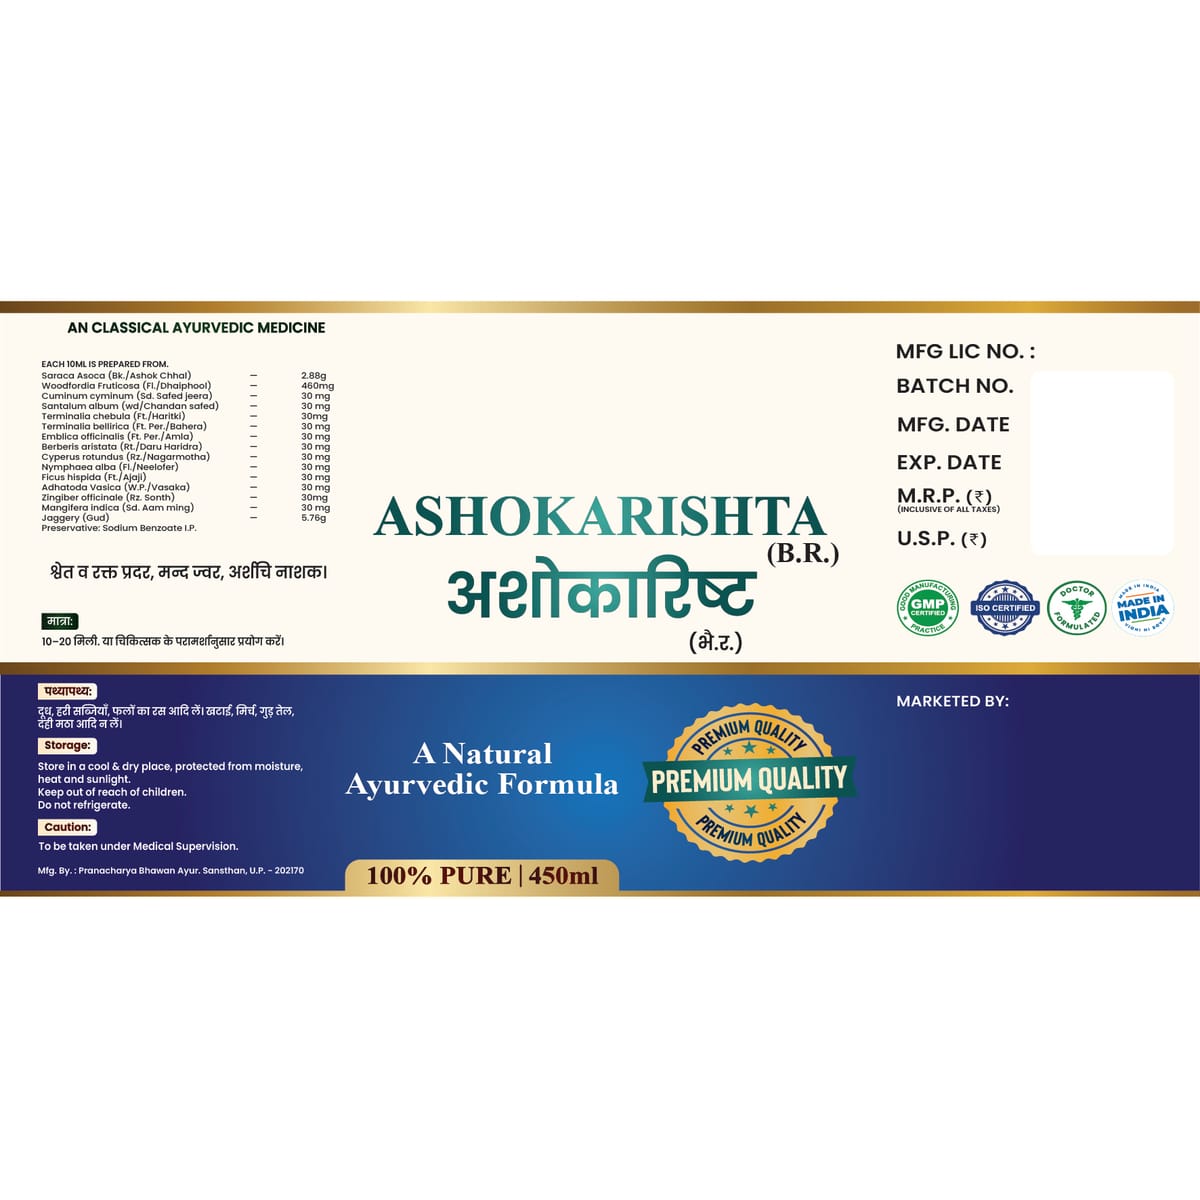 AN CLASSICAL AYURVEDIC MEDICINE
EACH 10ML IS PREPARED FROM.
Saraca Asoca (Bk./Ashok Chhal) – 2.88g
Woodfordia Fruticosa (Fl./Dhaiphool) – 460mg
Cuminum cyminum (Sd. Safed jeera) – 30 mg
Santalum album (wd/Chandan safed) – 30 mg
Terminalia chebula (Ft./Haritki) – 30mg
Terminalia bellirica (Ft. Per./Bahera) – 30 mg
Emblica officinalis (Ft. Per./Amla) – 30 mg
Berberis aristata (Rt./Daru Haridra) – 30 mg
Cyperus rotundus (Rz./Nagarmotha) – 30 mg
Nymphaea alba (Fl./Neelofer) – 30 mg
Ficus hispida (Ft./Ajaji) – 30 mg
Adhatoda Vasica (W.P./Vasaka) – 30 mg
Zingiber officinale (Rz. Sonth) – 30mg
Mangifera indica (Sd. Aam ming) – 30 mg
Jaggery (Gud) – 5.76g
Preservative: Sodium Benzoate I.P.
श्वेत व रक्त प्रदर, मन्द ज्वर, अर्शचि नाशक।
मात्रा:
10-20 मिली. या चिकित्सक के परामर्शानुसार प्रयोग करें।
पथ्यापथ्य:
दूध, हरी सब्जियाँ, फलों का रस आदि लें। खटाई, मिर्च, गुड़ तेल,
दही मठा आदि न लें।
Storage:
Store in a cool & dry place, protected from moisture,
heat and sunlight.
Keep out of reach of children.
Do not refrigerate.
Caution:
To be taken under Medical Supervision.
Mfg. By. : Pranacharya Bhawan Ayur. Sansthan, U.P. - 202170
ASHOKARISHTA
(B.R.)
अशोकारिष्ट
(भै.र.)
A Natural
Ayurvedic Formula
PREMIUM QUALITY
PREMIUM QUALITY
PREMIUM QUALITY
100% PURE | 450ml
MFG LIC NO. :
BATCH NO.
MFG. DATE
EXP. DATE
M.R.P. (₹)
(INCLUSIVE OF ALL TAXES)
U.S.P. (₹)
GOOD MANUFACTURING
GMP
CERTIFIED
PRACTICE
ISO CERTIFIED
DOCTOR
FORMULATED
MADE IN INDIA
MADE IN
INDIA
MARKETED BY: